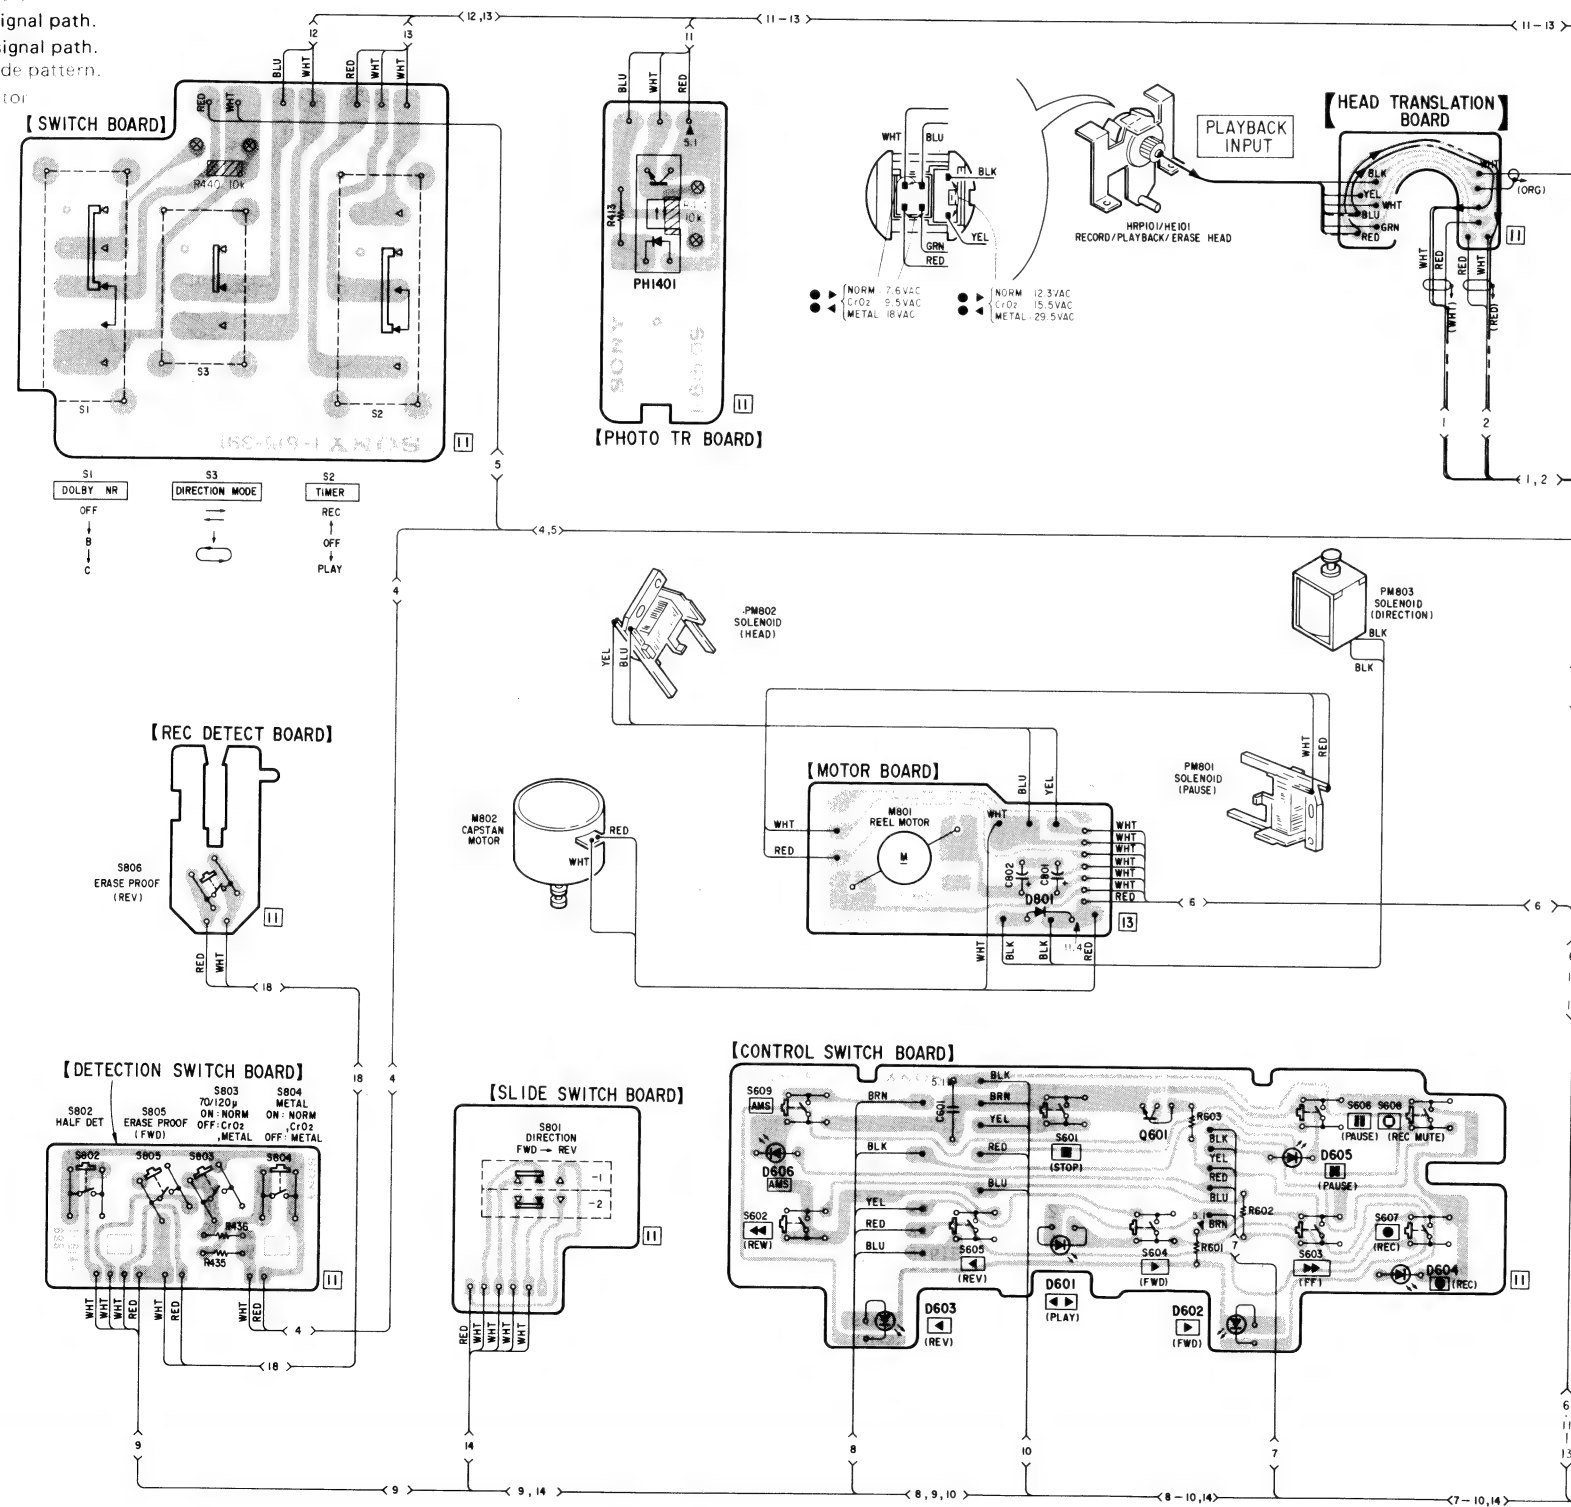 ignal path.
signal path.
de pattern.
tor
12,13
11-13
11-13
12
13
11
BLU
WHT
RED
WHT
WHT
BLU
WHT
RED
[SWITCH BOARD]
RED
WHT
R440 10k
S1
S3
S2
SONY
11
S1
DOLBY NR
OFF
B
C
S3
DIRECTION MODE
S2
TIMER
REC
OFF
PLAY
5
4,5
4
5.1
R413
10k
PH1401
SONY
11
[PHOTO TR BOARD]
WHT
BLU
BLK
YEL
GRN
RED
NORM 7.6VAC
CrO2 9.5VAC
METAL 18VAC
NORM 12.3VAC
CrO2 15.5VAC
METAL 29.5VAC
HRP101/HE101
RECORD/PLAYBACK/ERASE HEAD
PLAYBACK
INPUT
[HEAD TRANSLATION
BOARD]
BLK
YEL
WHT
BLU
GRN
RED
WHT
(ORG)
11
WHT
RED
RED
WHT
(WHT)
(RED)
1
2
1,2
PM802
SOLENOID
(HEAD)
YEL
BLU
PM803
SOLENOID
(DIRECTION)
BLK
BLK
[REC DETECT BOARD]
S806
ERASE PROOF
(REV)
11
RED
WHT
18
M802
CAPSTAN
MOTOR
RED
WHT
[MOTOR BOARD]
WHT
RED
M801
REEL MOTOR
M
BLU
YEL
WHT
C802
C801
D801
WHT
WHT
WHT
WHT
WHT
WHT
RED
6
6
13
WHT
BLK
BLK
11.4
RED
PM801
SOLENOID
(PAUSE)
WHT
RED
[DETECTION SWITCH BOARD]
18
4
S802
HALF DET
S805
ERASE PROOF
(FWD)
S803
70/120µ
ON:NORM
OFF:CrO2
,METAL
S804
METAL
ON:NORM
,CrO2
OFF:METAL
S802
S805
S803
S804
R436
R435
11
WHT
WHT
WHT
RED
WHT
RED
WHT
RED
4
18
9
[SLIDE SWITCH BOARD]
S801
DIRECTION
FWD → REV
-1
-2
11
RED
WHT
WHT
WHT
WHT
14
[CONTROL SWITCH BOARD]
S609
AMS
D606
AMS
S602
(REW)
BRN
BLK
YEL
RED
BLU
5.1
C601
BLK
BRN
YEL
RED
BLU
S601
(STOP)
Q601
R603
BLK
YEL
RED
BLU
BRN
5.1
R602
R601
7
S606
(PAUSE)
S608
(REC MUTE)
D605
(PAUSE)
S605
(REV)
S604
(FWD)
S603
(FF)
S607
(REC)
D604
(REC)
D603
(REV)
D601
(PLAY)
D602
(FWD)
11
8
10
7
6
11
13
9
9,14
8,9,10
8-10,14
7-10,14